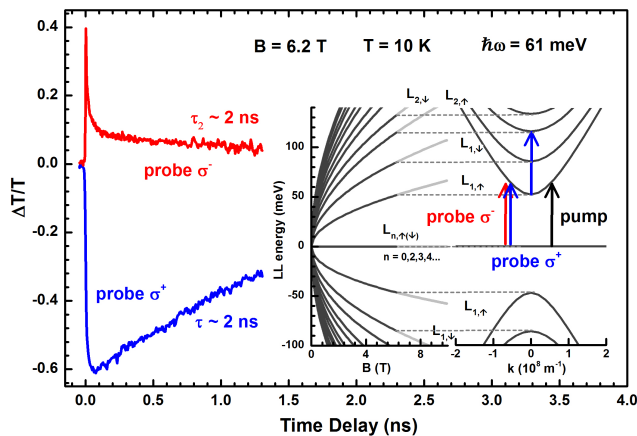 B = 6.2 T T = 10 K ħω = 61 meV
0.4
0.2
0.0
-0.2
-0.4
-0.6
ΔT/T
τ₂ ~ 2 ns
probe σ⁻
probe σ⁺
τ ~ 2 ns
0.0 0.5 1.0 1.5 2.0 2.5 3.0 3.5 4.0
Time Delay (ns)
LL energy (meV)
100
50
0
-50
-100
L₂,↓ L₂,↑
L₁,↓
L₁,↑
Lₙ,↑(↓)
n = 0,2,3,4...
L₁,↑
L₁,↓
probe σ⁻
pump
probe σ⁺
0 4 8
B (T)
-2 -1 0 1 2
k (10⁸ m⁻¹)